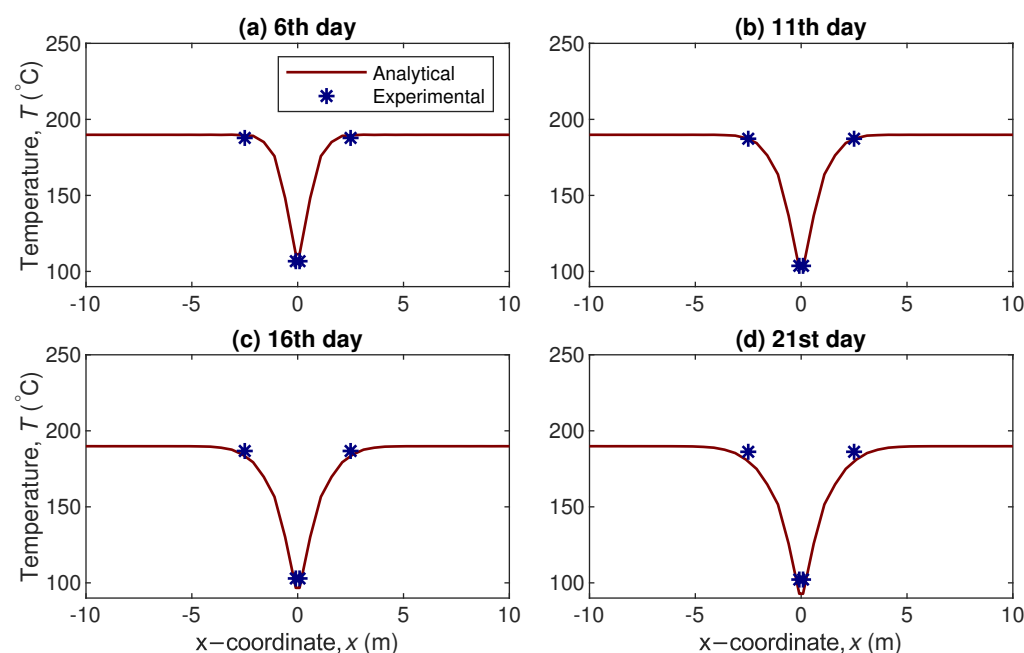 (a) 6th day
250
200
150
100
Temperature, T (°C)
-10 -5 0 5 10
Analytical
Experimental
(b) 11th day
250
200
150
100
-10 -5 0 5 10
(c) 16th day
250
200
150
100
Temperature, T (°C)
-10 -5 0 5 10
x−coordinate, x (m)
(d) 21st day
250
200
150
100
-10 -5 0 5 10
x−coordinate, x (m)